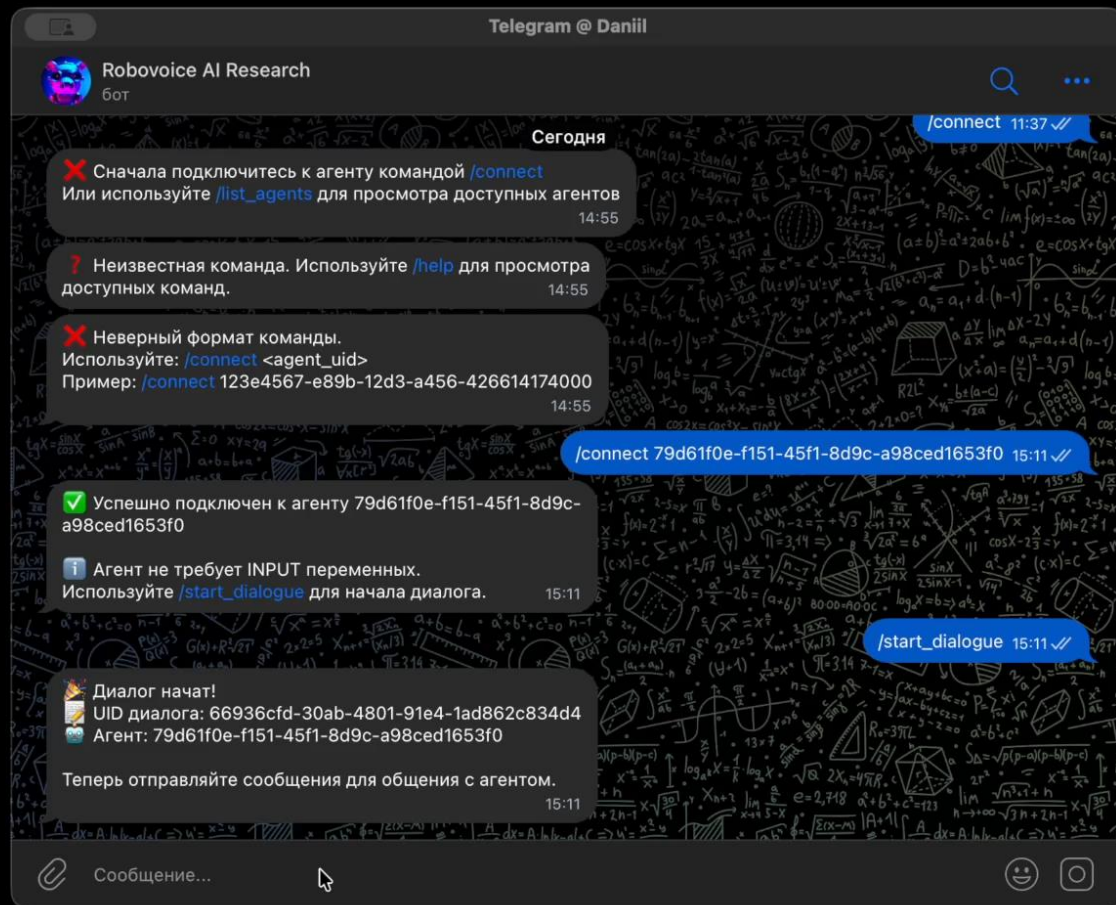 Telegram @ Daniil
Robovoice AI Research
бот
/connect 11:37
Сегодня
❌ Сначала подключитесь к агенту командой /connect
Или используйте /list_agents для просмотра доступных агентов
14:55
❓ Неизвестная команда. Используйте /help для просмотра
доступных команд.
14:55
❌ Неверный формат команды.
Используйте: /connect <agent_uid>
Пример: /connect 123e4567-e89b-12d3-a456-426614174000
14:55
/connect 79d61f0e-f151-45f1-8d9c-a98ced1653f0 15:11
✅ Успешно подключен к агенту 79d61f0e-f151-45f1-8d9c-
a98ced1653f0
ℹ️ Агент не требует INPUT переменных.
Используйте /start_dialogue для начала диалога.
15:11
/start_dialogue 15:11
🎉 Диалог начат!
📝 UID диалога: 66936cfd-30ab-4801-91e4-1ad862c834d4
🤖 Агент: 79d61f0e-f151-45f1-8d9c-a98ced1653f0
Теперь отправляйте сообщения для общения с агентом.
15:11
Сообщение...